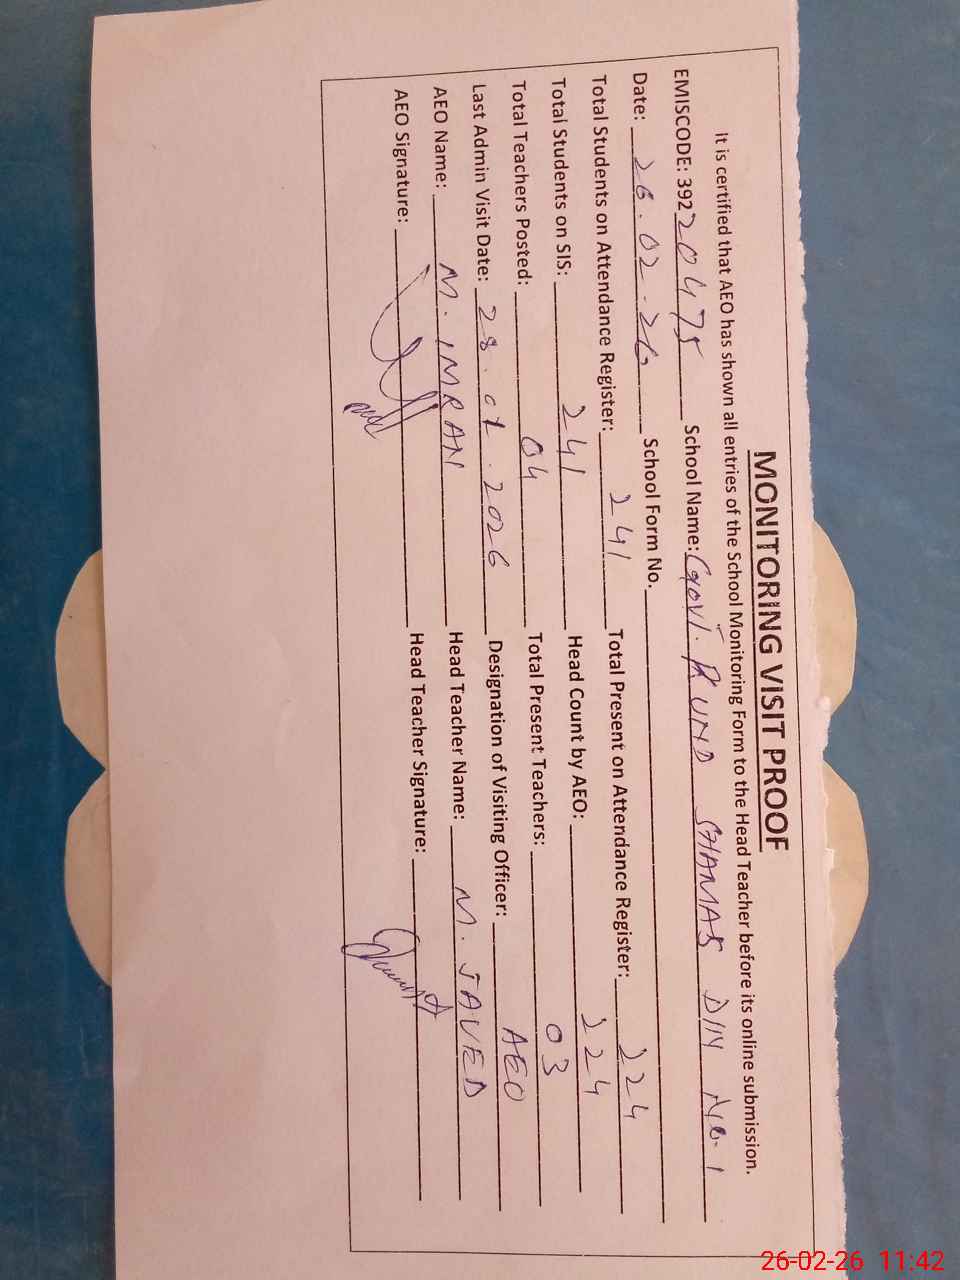 MONITORING VISIT PROOF
It is certified that AEO has shown all entries of the School Monitoring Form to the Head Teacher before its online submission.
EMISCODE: 39220475 School Name: Govt. RUND SHAMAS DIN No. 1
Date: 26.02.26 School Form No.
Total Students on Attendance Register: 241 Total Present on Attendance Register: 224
Total Students on SIS: 241 Head Count by AEO: 224
Total Teachers Posted: 04 Total Present Teachers: 03
Last Admin Visit Date: 28.01.2026 Designation of Visiting Officer: AEO
AEO Name: M. IMRAN Head Teacher Name: M. JAVED
AEO Signature: Head Teacher Signature:
26-02-26 11:42